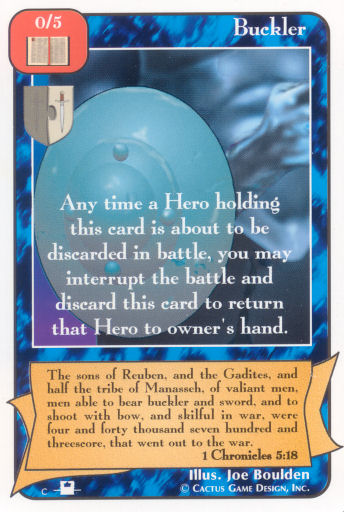 0/5
Buckler
Any time a Hero holding
this card is about to be
discarded in battle, you may
interrupt the battle and
discard this card to return
that Hero to owner's hand.
The sons of Reuben, and the Gadites, and
half the tribe of Manasseh, of valiant men,
men able to bear buckler and sword, and to
shoot with bow, and skilful in war, were
four and forty thousand seven hundred and
threescore, that went out to the war.
1 Chronicles 5:18
Illus. Joe Boulden
C
© CACTUS GAME DESIGN, INC.